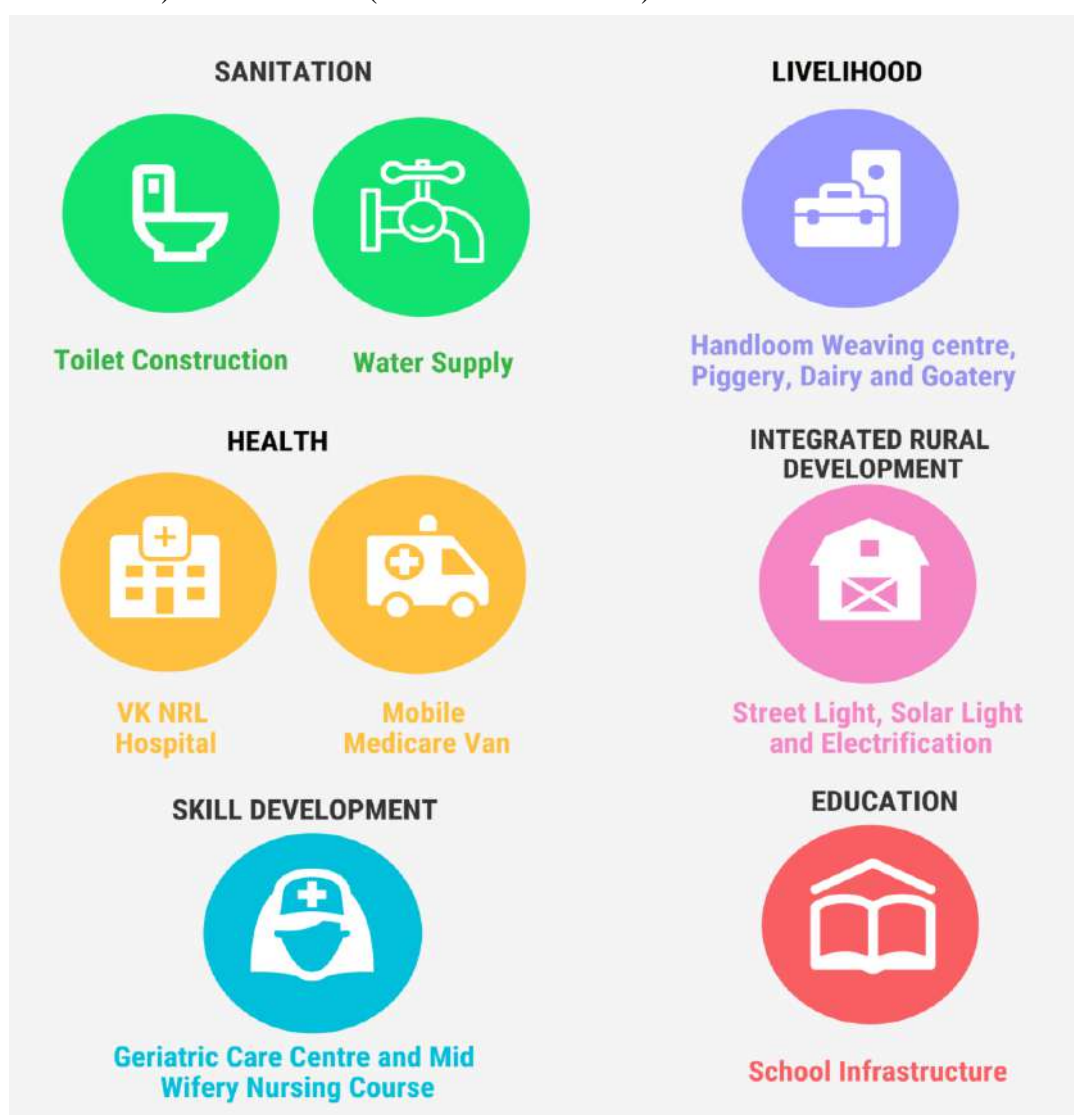 SANITATION
LIVELIHOOD
Toilet Construction
Water Supply
Handloom Weaving centre,
Piggery, Dairy and Goatery
HEALTH
INTEGRATED RURAL
DEVELOPMENT
VK NRL
Hospital
Mobile
Medicare Van
Street Light, Solar Light
and Electrification
SKILL DEVELOPMENT
EDUCATION
Geriatric Care Centre and Mid
Wifery Nursing Course
School Infrastructure